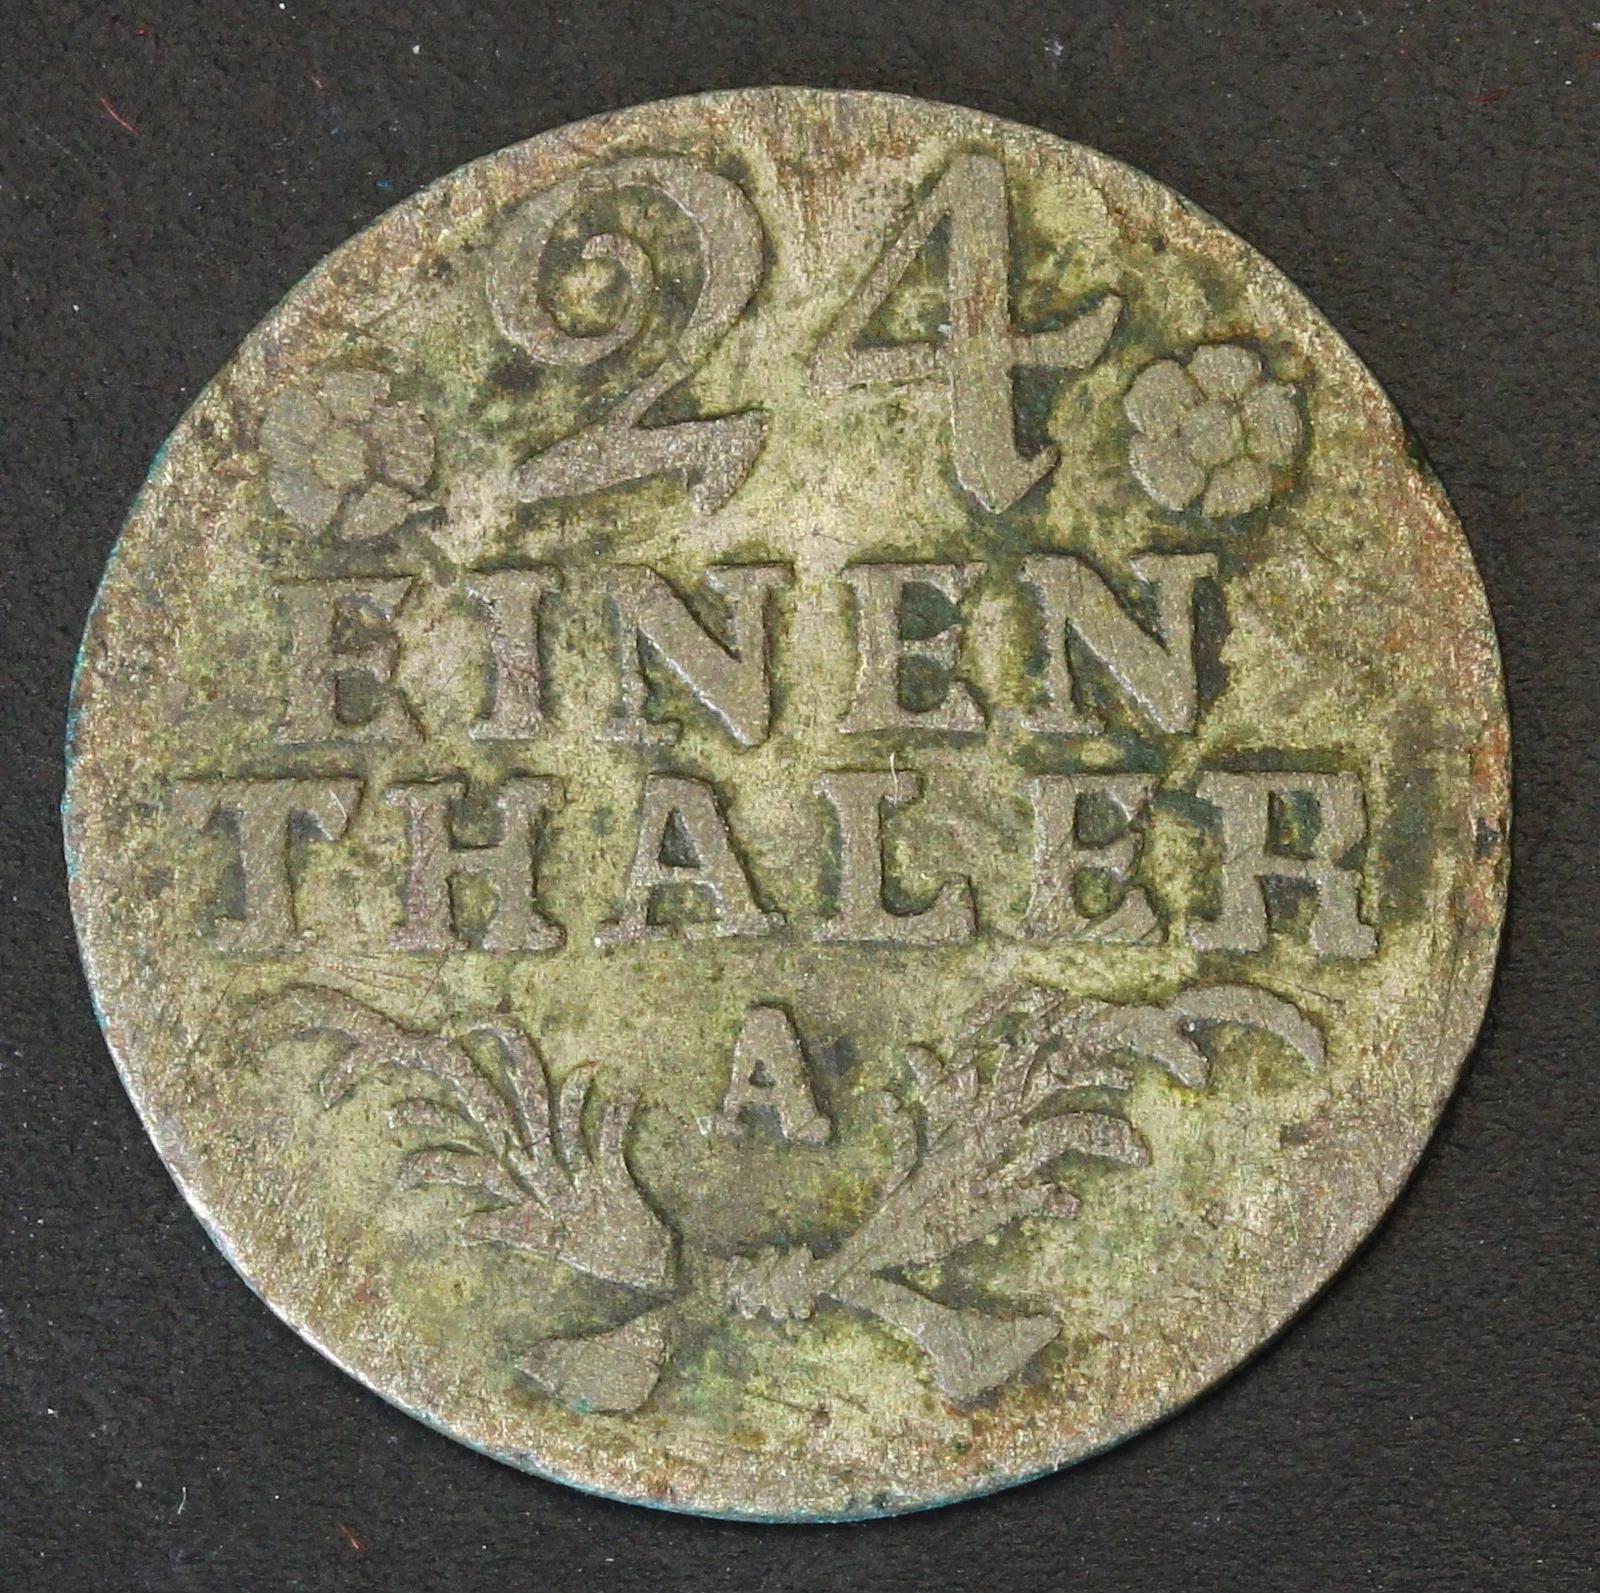 24
EINEN
THALER
A